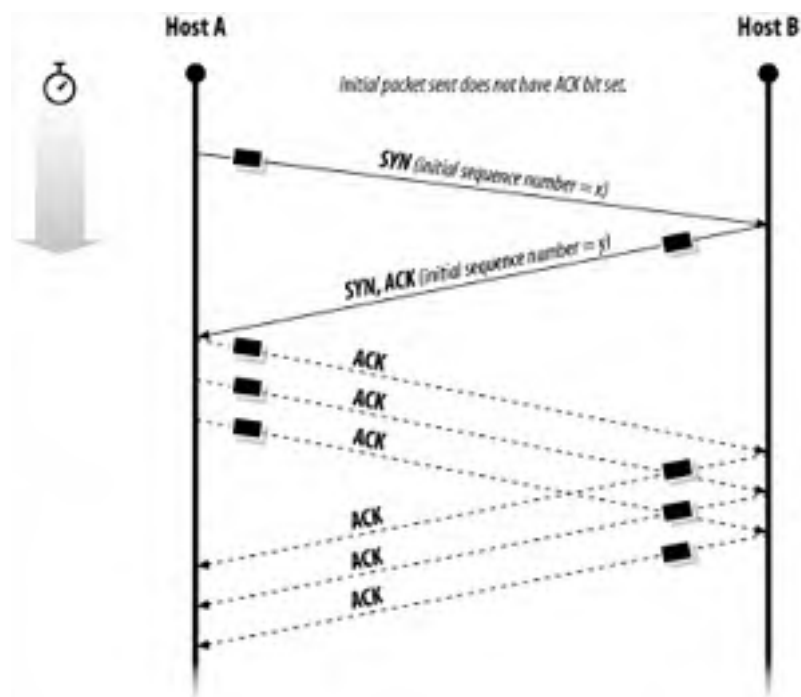 Host A
Host B
Initial packet sent does not have ACK bit set.
SYN (initial sequence number = x)
SYN, ACK (initial sequence number = y)
ACK
ACK
ACK
ACK
ACK
ACK